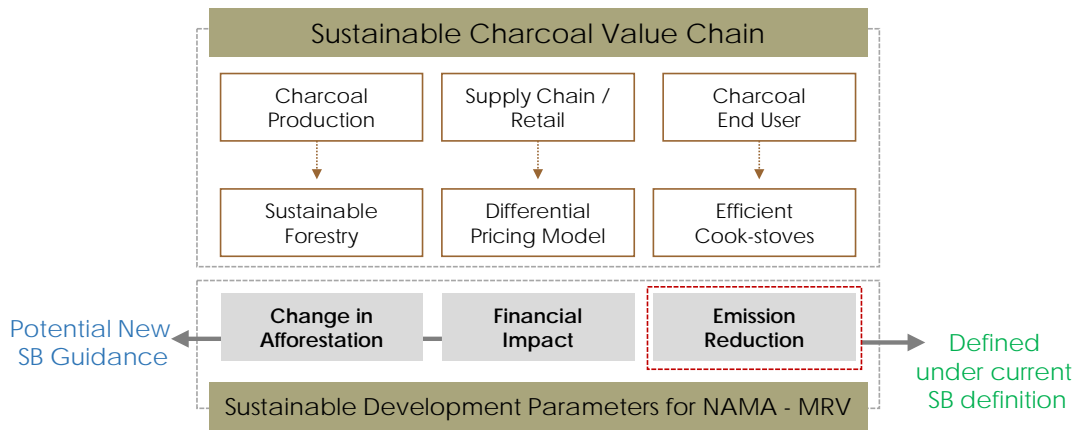 Sustainable Charcoal Value Chain
Charcoal
Production
Supply Chain /
Retail
Charcoal
End User
Sustainable
Forestry
Differential
Pricing Model
Efficient
Cook-stoves
Potential New
SB Guidance
Change in
Afforestation
Financial
Impact
Emission
Reduction
Defined
under current
SB definition
Sustainable Development Parameters for NAMA - MRV